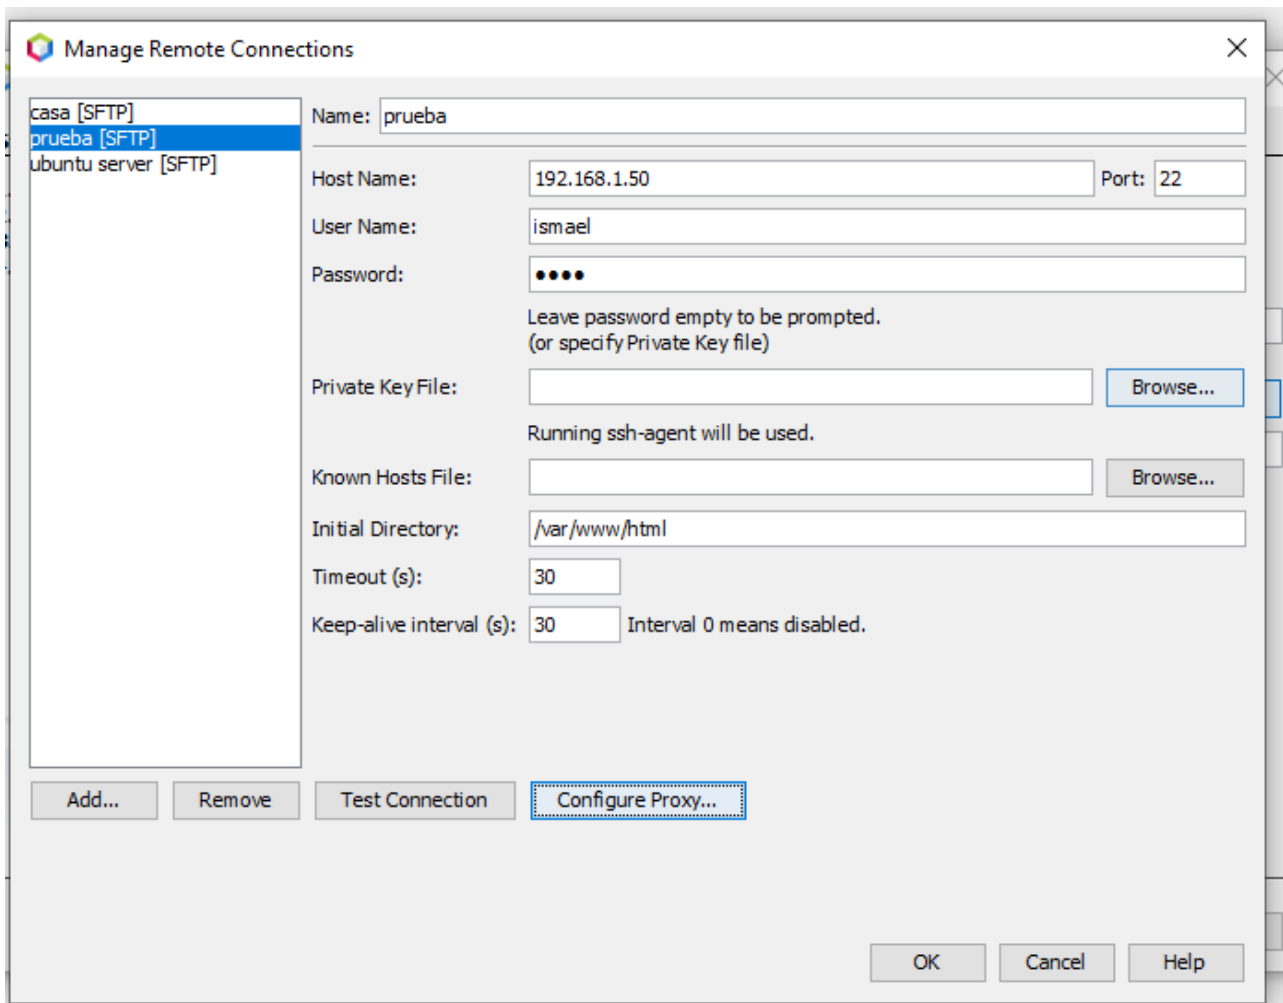 Manage Remote Connections
casa [SFTP]
prueba [SFTP]
ubuntu server [SFTP]
Name: prueba
Host Name: 192.168.1.50 Port: 22
User Name: ismael
Password: ●●●●
Leave password empty to be prompted.
(or specify Private Key file)
Private Key File: Browse...
Running ssh-agent will be used.
Known Hosts File: Browse...
Initial Directory: /var/www/html
Timeout (s): 30
Keep-alive interval (s): 30 Interval 0 means disabled.
Add... Remove Test Connection Configure Proxy...
OK Cancel Help